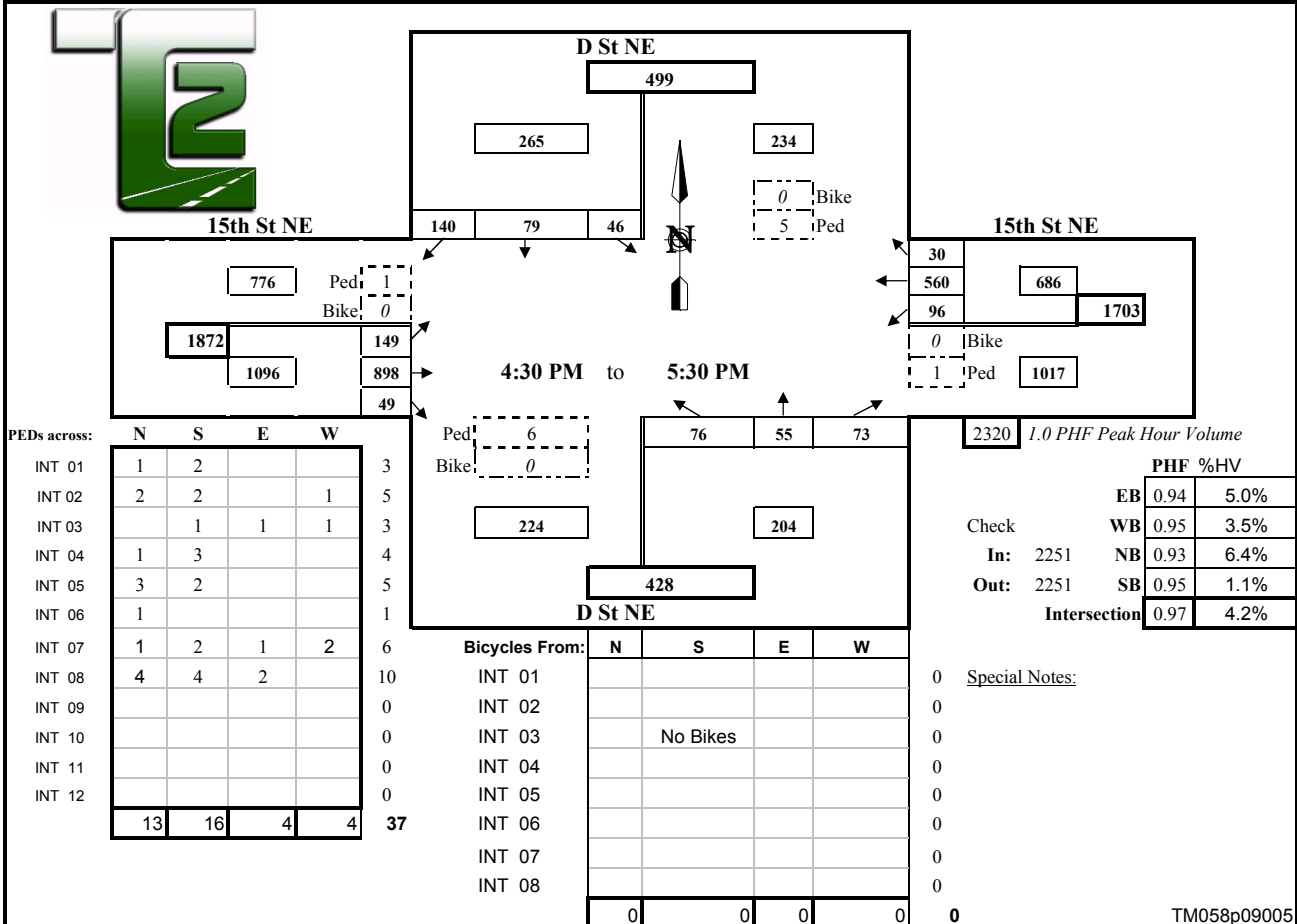 T2
D St NE
499
265 234
0 Bike
5 Ped
15th St NE 140 79 46 N 15th St NE
30
776 Ped 1 560 686
Bike 0 96 1703
1872 149 0 Bike
1096 898 4:30 PM to 5:30 PM 1 Ped 1017
49
PEDs across: N S E W Ped 6 76 55 73 2320 1.0 PHF Peak Hour Volume
INT 01 1 2 3 Bike 0 PHF %HV
INT 02 2 2 1 5 EB 0.94 5.0%
INT 03 1 1 1 3 224 204 Check WB 0.95 3.5%
INT 04 1 3 4 In: 2251 NB 0.93 6.4%
INT 05 3 2 5 428 Out: 2251 SB 0.95 1.1%
INT 06 1 1 D St NE Intersection 0.97 4.2%
INT 07 1 2 1 2 6 Bicycles From: N S E W
INT 08 4 4 2 10 INT 01 0 Special Notes:
INT 09 0 INT 02 0
INT 10 0 INT 03 No Bikes 0
INT 11 0 INT 04 0
INT 12 0 INT 05 0
13 16 4 4 37 INT 06 0
INT 07 0
INT 08 0
0 0 0 0 0 TM058p09005